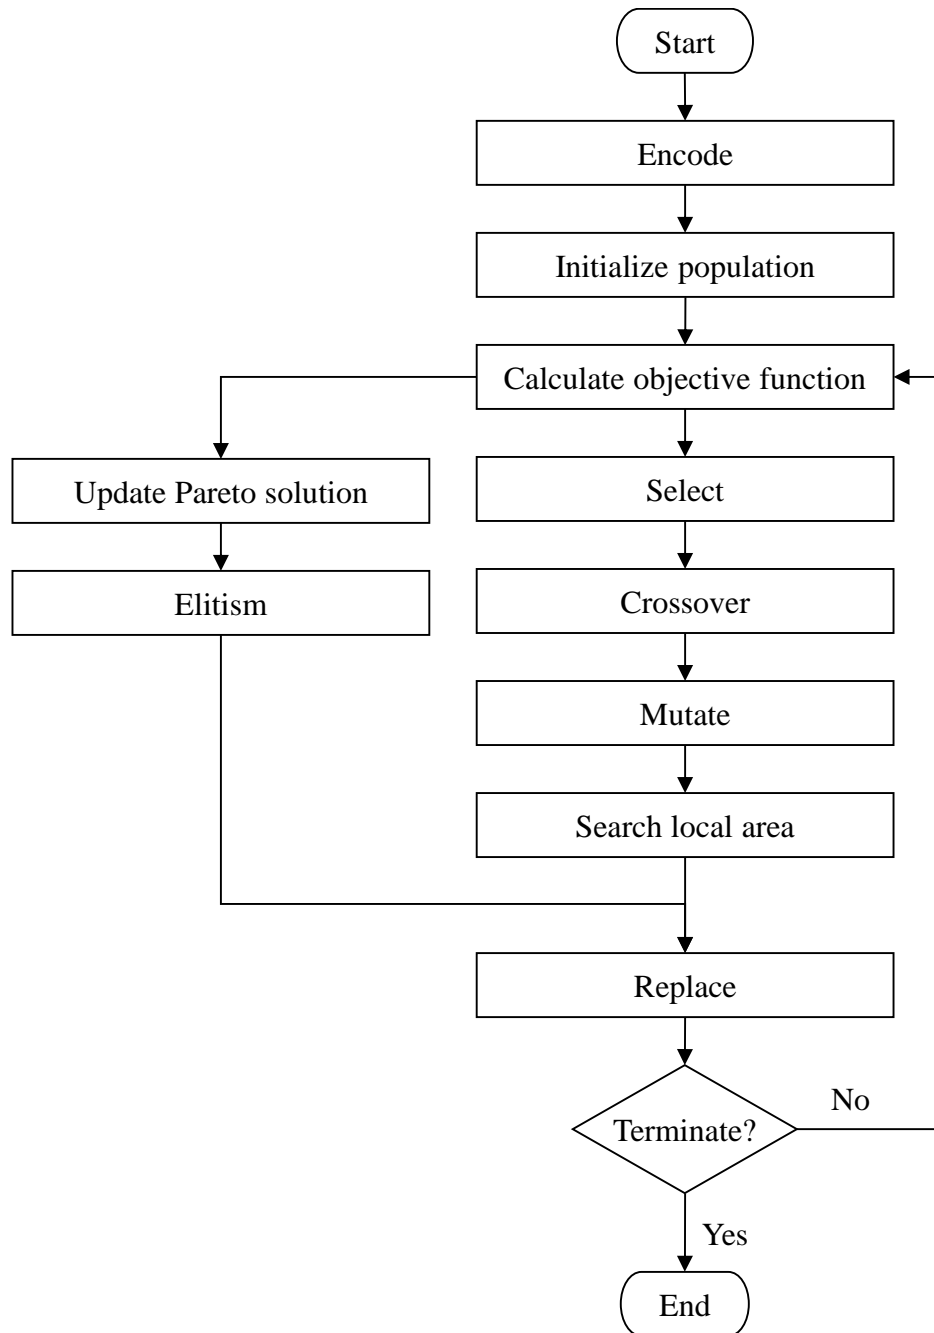 Start
Encode
Initialize population
Calculate objective function
Update Pareto solution
Select
Elitism
Crossover
Mutate
Search local area
Replace
Terminate?
No
Yes
End